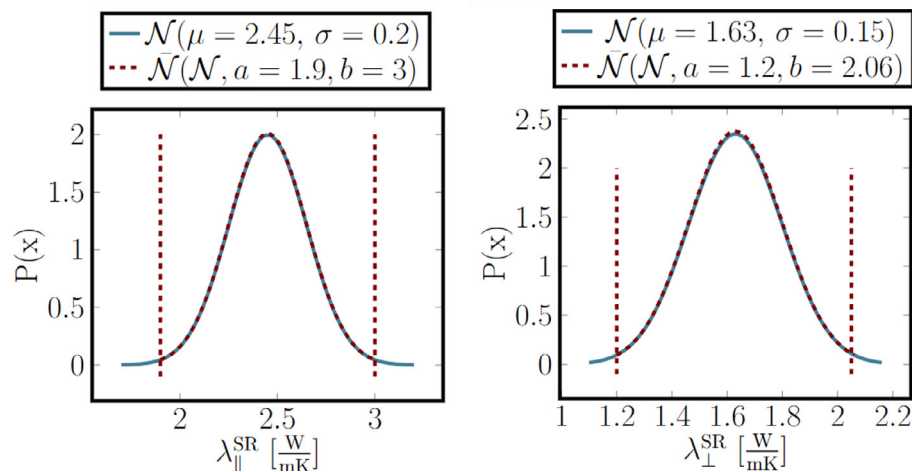 𝒩(μ = 2.45, σ = 0.2)
𝒩̄(𝒩, a = 1.9, b = 3)
2
1.5
1
0.5
0
P(x)
2 2.5 3
λ∥^SR [W/mK]
𝒩(μ = 1.63, σ = 0.15)
𝒩̄(𝒩, a = 1.2, b = 2.06)
2.5
2
1.5
1
0.5
0
P(x)
1 1.2 1.4 1.6 1.8 2 2.2
λ⊥^SR [W/mK]